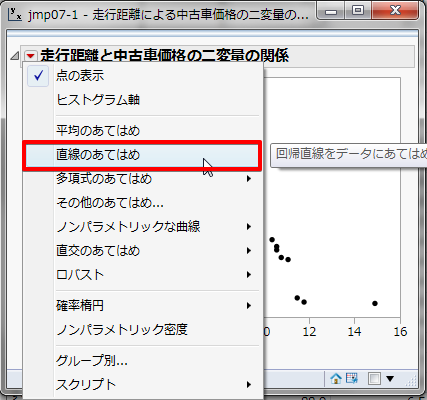 jmp07-1 - 走行距離による中古車価格の二変量の...
走行距離と中古車価格の二変量の関係
点の表示
ヒストグラム軸
平均のあてはめ
直線のあてはめ
回帰直線をデータにあてはめ
多項式のあてはめ
その他のあてはめ...
ノンパラメトリックな曲線
直交のあてはめ
ロバスト
確率楕円
ノンパラメトリック密度
グループ別...
スクリプト
10 12 14 16